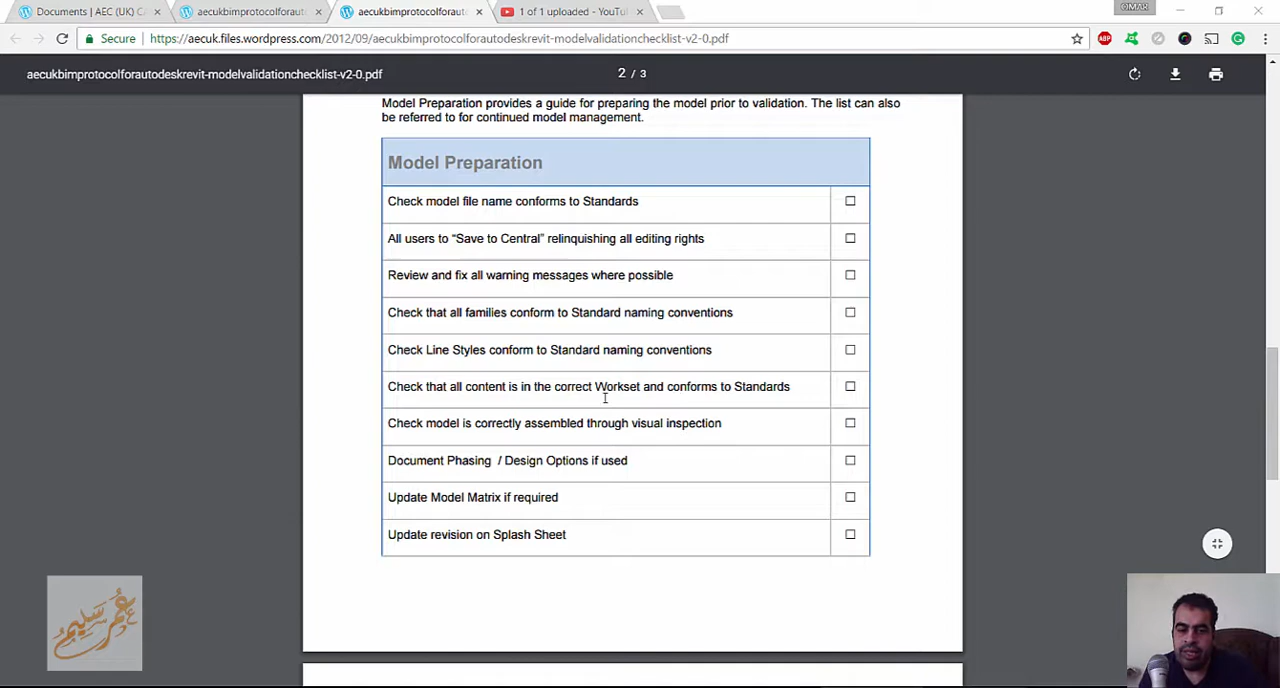 Documents | AEC (UK) C
aecukbimprotocolforaut
aecukbimprotocolforaut
1 of 1 uploaded - YouTu
OMAR
Secure
https://aecuk.files.wordpress.com/2012/09/aecukbimprotocolforautodeskrevit-modelvalidationchecklist-v2-0.pdf
ABP
aecukbimprotocolforautodeskrevit-modelvalidationchecklist-v2-0.pdf
2 / 3
Model Preparation provides a guide for preparing the model prior to validation. The list can also
be referred to for continued model management.
Model Preparation
Check model file name conforms to Standards
All users to “Save to Central” relinquishing all editing rights
Review and fix all warning messages where possible
Check that all families conform to Standard naming conventions
Check Line Styles conform to Standard naming conventions
Check that all content is in the correct Workset and conforms to Standards
Check model is correctly assembled through visual inspection
Document Phasing / Design Options if used
Update Model Matrix if required
Update revision on Splash Sheet
عُمَر سَلِيم